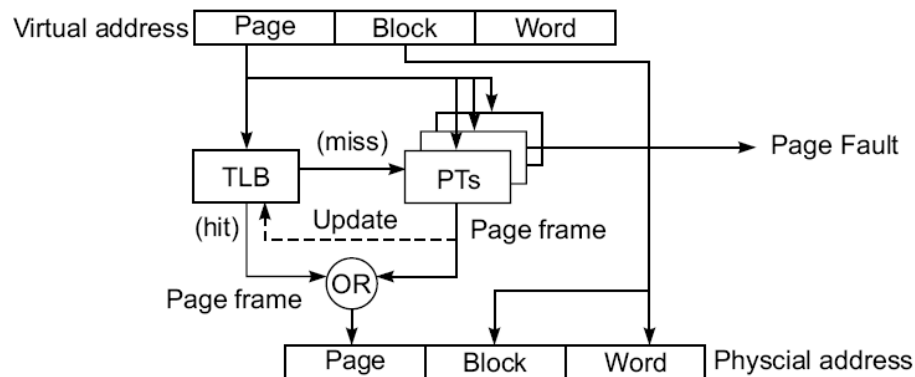 Virtual address Page Block Word
(miss)
Page Fault
TLB PTs
(hit) Update Page frame
OR
Page frame
Page Block Word Physcial address